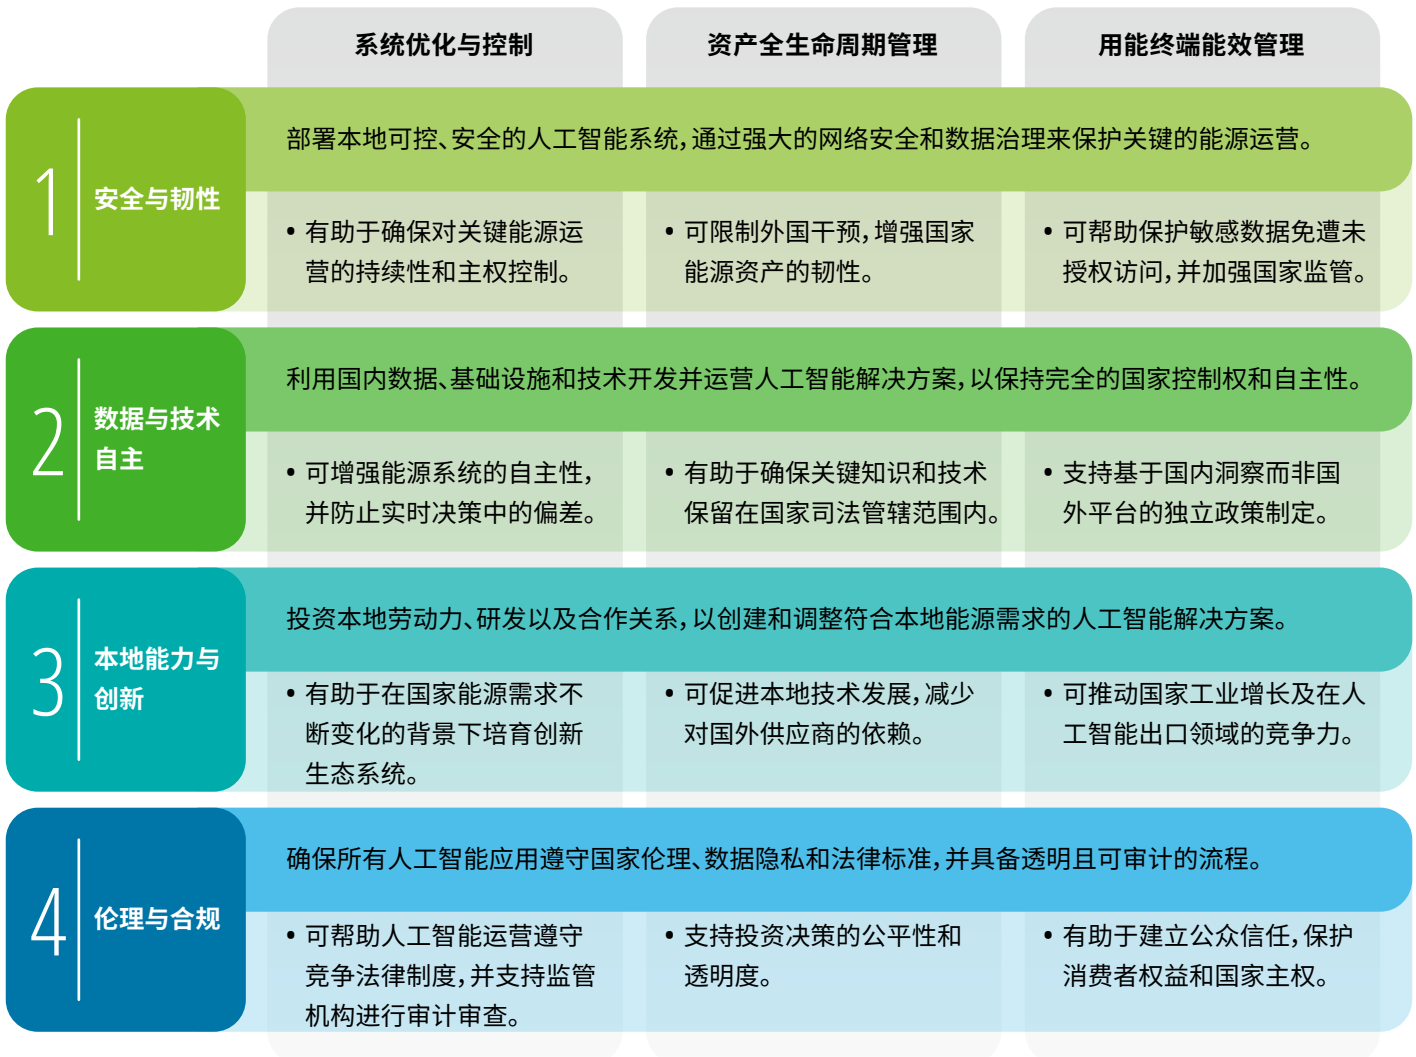 系统优化与控制
资产全生命周期管理
用能终端能效管理
1
安全与韧性
部署本地可控、安全的人工智能系统，通过强大的网络安全和数据治理来保护关键的能源运营。
• 有助于确保对关键能源运
营的持续性和主权控制。
• 可限制外国干预，增强国家
能源资产的韧性。
• 可帮助保护敏感数据免遭未
授权访问，并加强国家监管。
2
数据与技术
自主
利用国内数据、基础设施和技术开发并运营人工智能解决方案，以保持完全的国家控制权和自主性。
• 可增强能源系统的自主性，
并防止实时决策中的偏差。
• 有助于确保关键知识和技术
保留在国家司法管辖范围内。
• 支持基于国内洞察而非国
外平台的独立政策制定。
3
本地能力与
创新
投资本地劳动力、研发以及合作关系，以创建和调整符合本地能源需求的人工智能解决方案。
• 有助于在国家能源需求不
断变化的背景下培育创新
生态系统。
• 可促进本地技术发展，减少
对国外供应商的依赖。
• 可推动国家工业增长及在人
工智能出口领域的竞争力。
4
伦理与合规
确保所有人工智能应用遵守国家伦理、数据隐私和法律标准，并具备透明且可审计的流程。
• 可帮助人工智能运营遵守
竞争法律制度，并支持监管
机构进行审计审查。
• 支持投资决策的公平性和
透明度。
• 有助于建立公众信任，保护
消费者权益和国家主权。